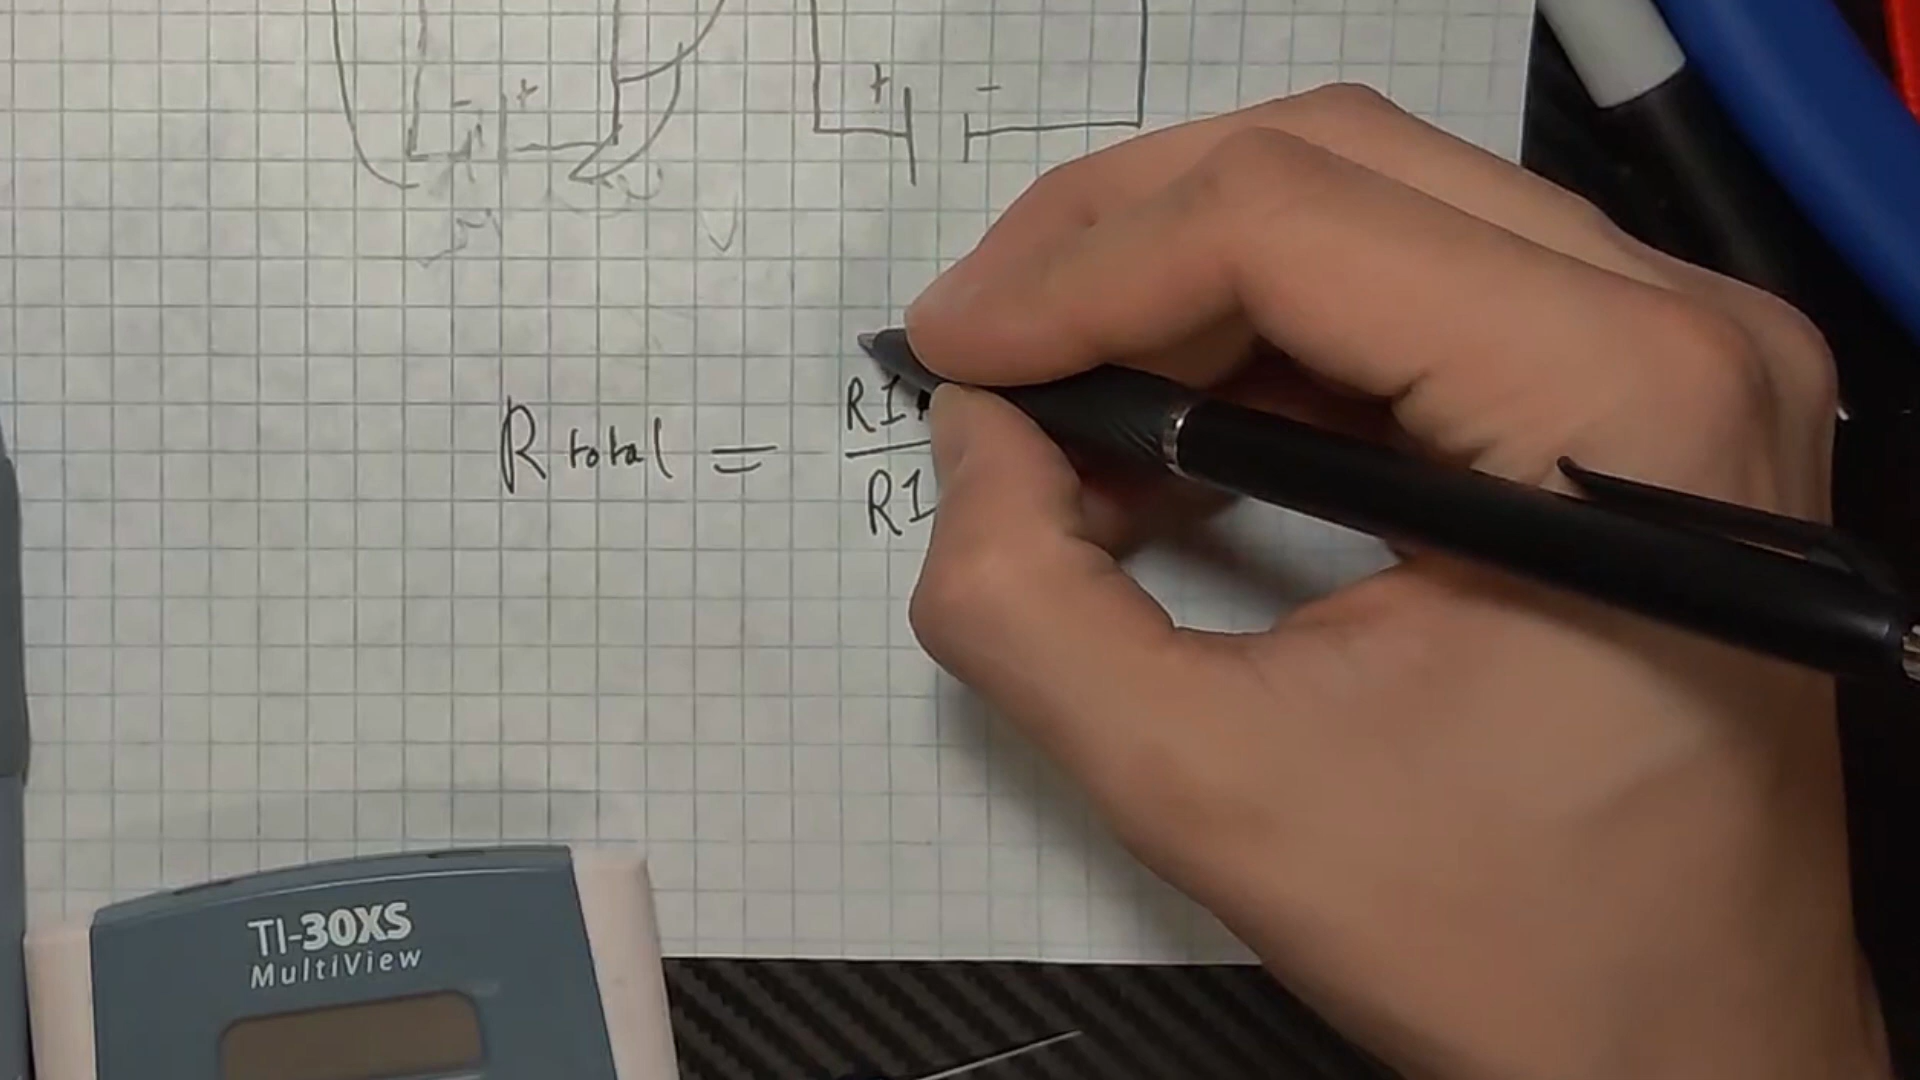 + -
- +
R total = R1
R1
TI-30XS
MultiView